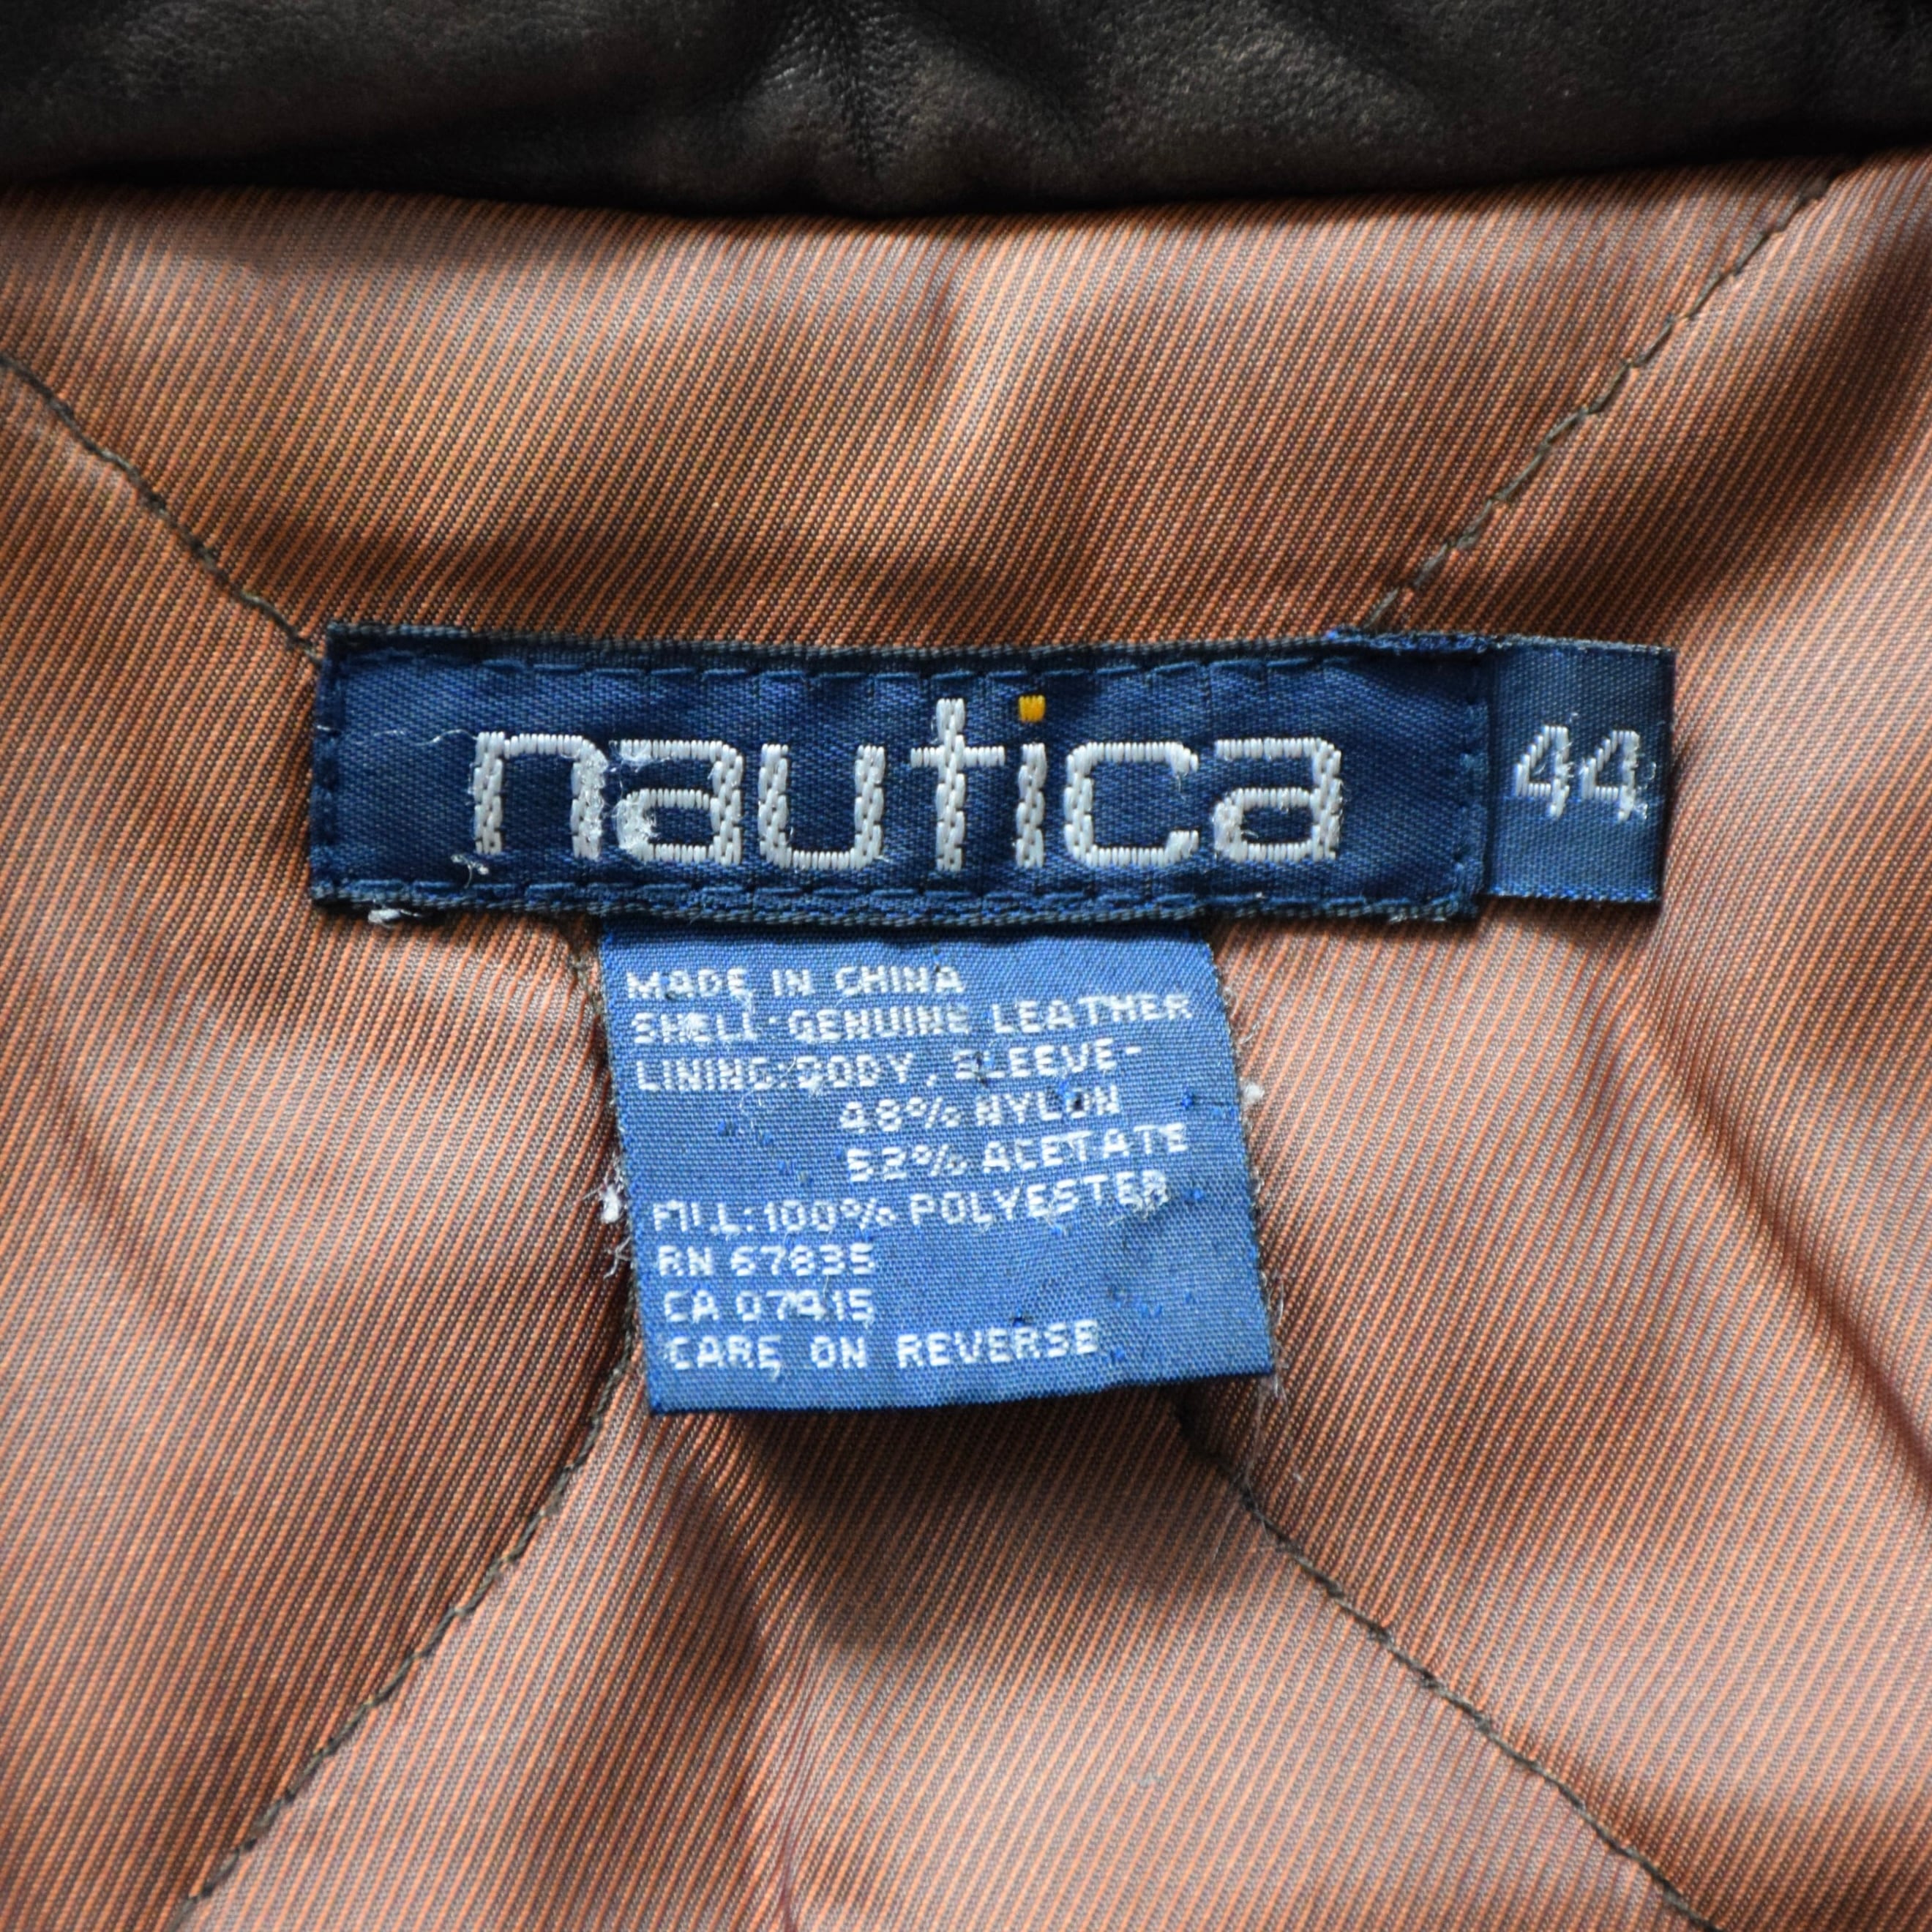 nautica
44
MADE IN CHINA
SHELL: GENUINE LEATHER
LINING: BODY, SLEEVE-
48% NYLON
52% ACETATE
FILL: 100% POLYESTER
RN 67835
CA 07915
CARE ON REVERSE